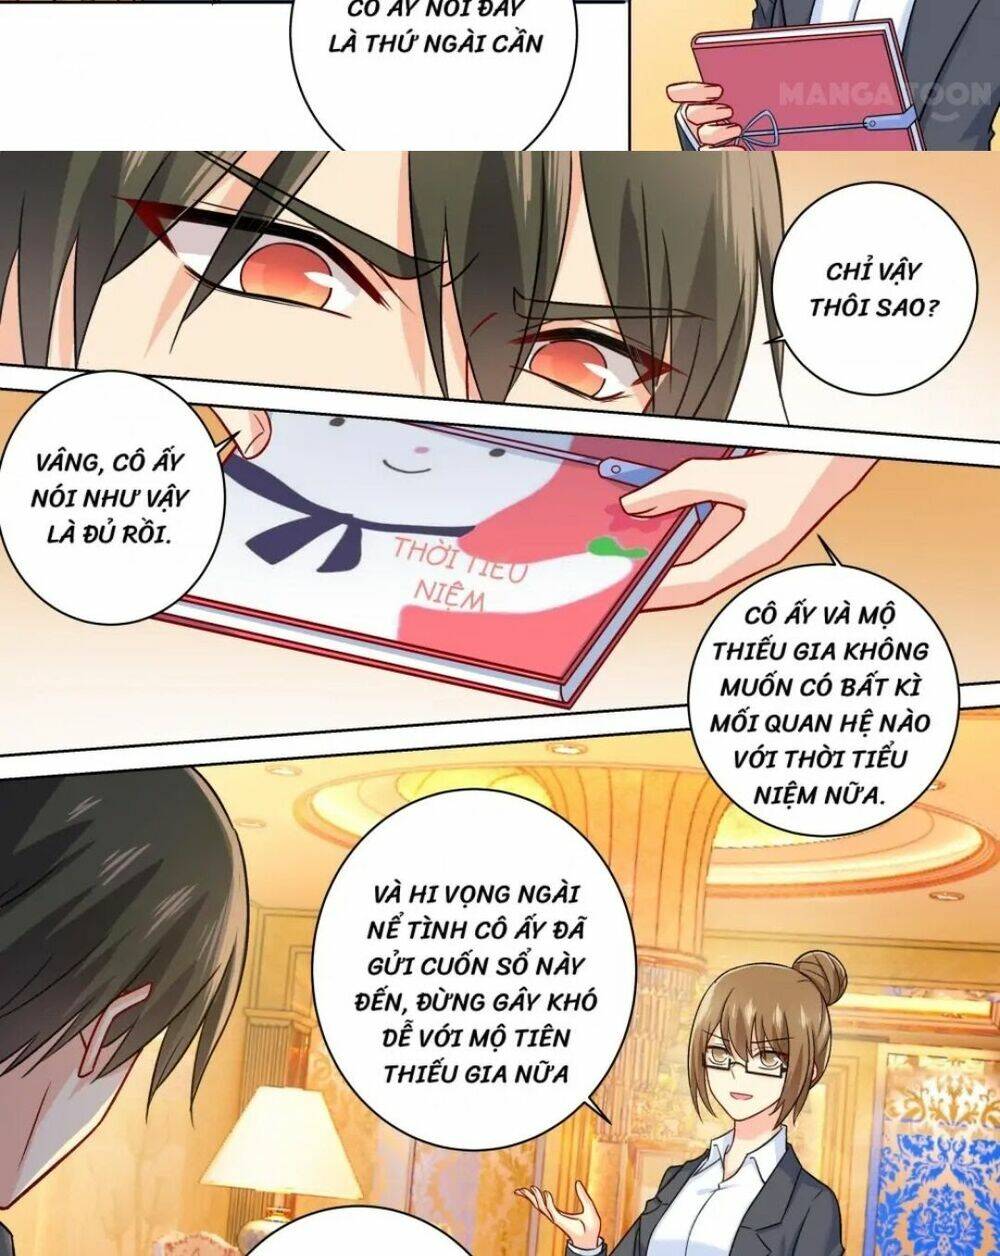 CÔ ẤY NÓI ĐÂY
LÀ THỨ NGÀI CẦN
MANGATOON
CHỈ VẬY
THÔI SAO?
VÂNG, CÔ ẤY
NÓI NHƯ VẬY
LÀ ĐỦ RỒI.
THỜI TIỂU
NIỆM
CÔ ẤY VÀ MỘ
THIẾU GIA KHÔNG
MUỐN CÓ BẤT KÌ
MỐI QUAN HỆ NÀO
VỚI THỜI TIỂU
NIỆM NỮA.
VÀ HI VỌNG NGÀI
NỂ TÌNH CÔ ẤY ĐÃ
GỬI CUỐN SỔ NÀY
ĐẾN, ĐỪNG GÂY KHÓ
DỄ VỚI MỘ TIÊN
THIẾU GIA NỮA